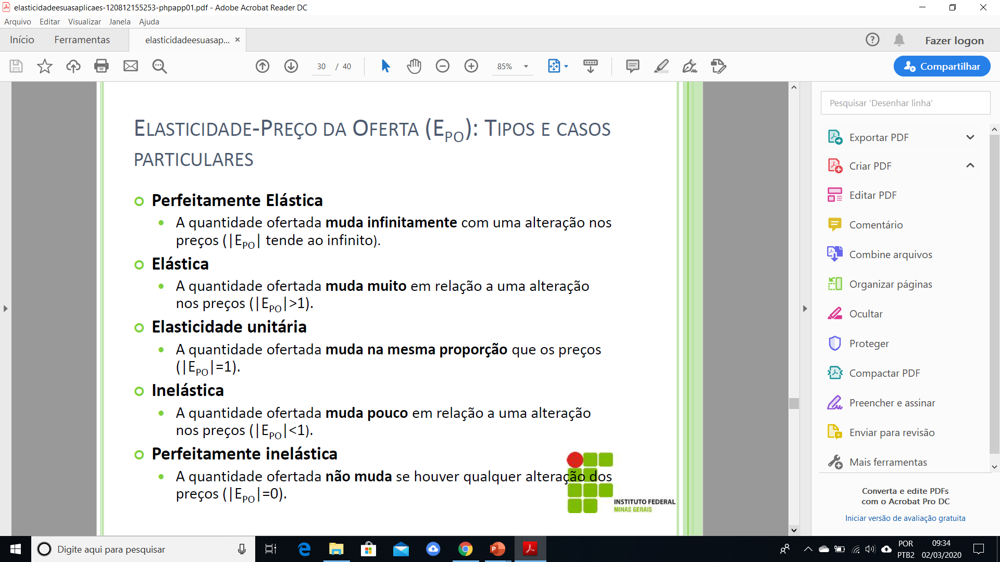 elasticidadeesuasaplicaes-120812155253-phpapp01.pdf - Adobe Acrobat Reader DC
Arquivo Editar Visualizar Janela Ajuda
Início Ferramentas elasticidadeesuasap... × Fazer logon
30 / 40 85% Compartilhar
ELASTICIDADE-PREÇO DA OFERTA (EPO): TIPOS E CASOS
PARTICULARES
Perfeitamente Elástica
• A quantidade ofertada muda infinitamente com uma alteração nos
preços (|EPO| tende ao infinito).
Elástica
• A quantidade ofertada muda muito em relação a uma alteração
nos preços (|EPO|>1).
Elasticidade unitária
• A quantidade ofertada muda na mesma proporção que os preços
(|EPO|=1).
Inelástica
• A quantidade ofertada muda pouco em relação a uma alteração
nos preços (|EPO|<1).
Perfeitamente inelástica
• A quantidade ofertada não muda se houver qualquer alteração dos
preços (|EPO|=0).
INSTITUTO FEDERAL
MINAS GERAIS
Pesquisar 'Desenhar linha'
Exportar PDF
Criar PDF
Editar PDF
Comentário
Combine arquivos
Organizar páginas
Ocultar
Proteger
Compactar PDF
Preencher e assinar
Enviar para revisão
Mais ferramentas
Converta e edite PDFs
com o Acrobat Pro DC
Iniciar versão de avaliação gratuita
Digite aqui para pesquisar
POR
PTB2
09:34
02/03/2020